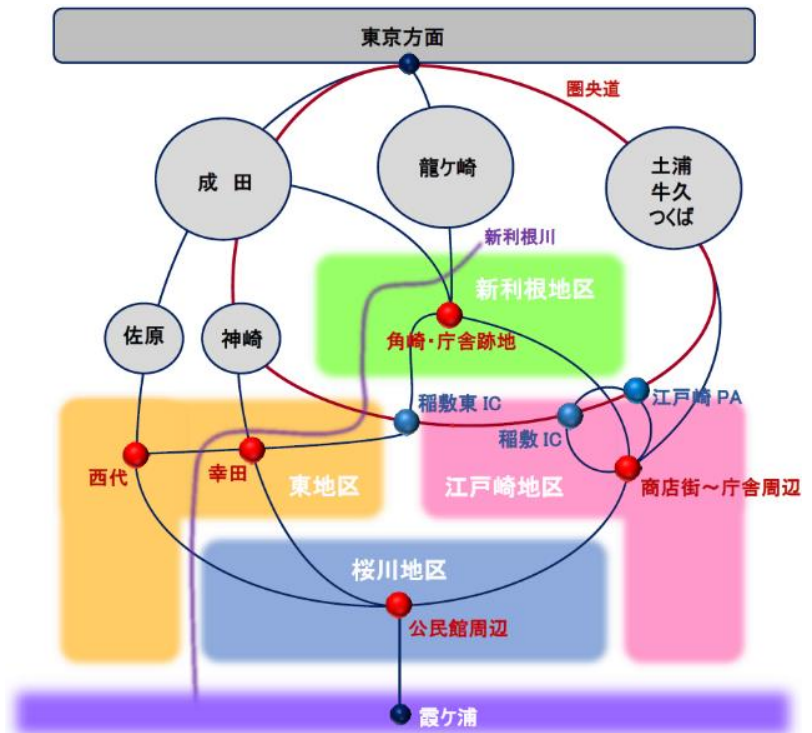 東京方面
圏央道
成 田
龍ケ崎
土浦
牛久
つくば
新利根川
新利根地区
佐原
神崎
角崎・庁舎跡地
稲敷東 IC
江戸崎 PA
稲敷 IC
西代
幸田
東地区
江戸崎地区
商店街～庁舎周辺
桜川地区
公民館周辺
霞ケ浦